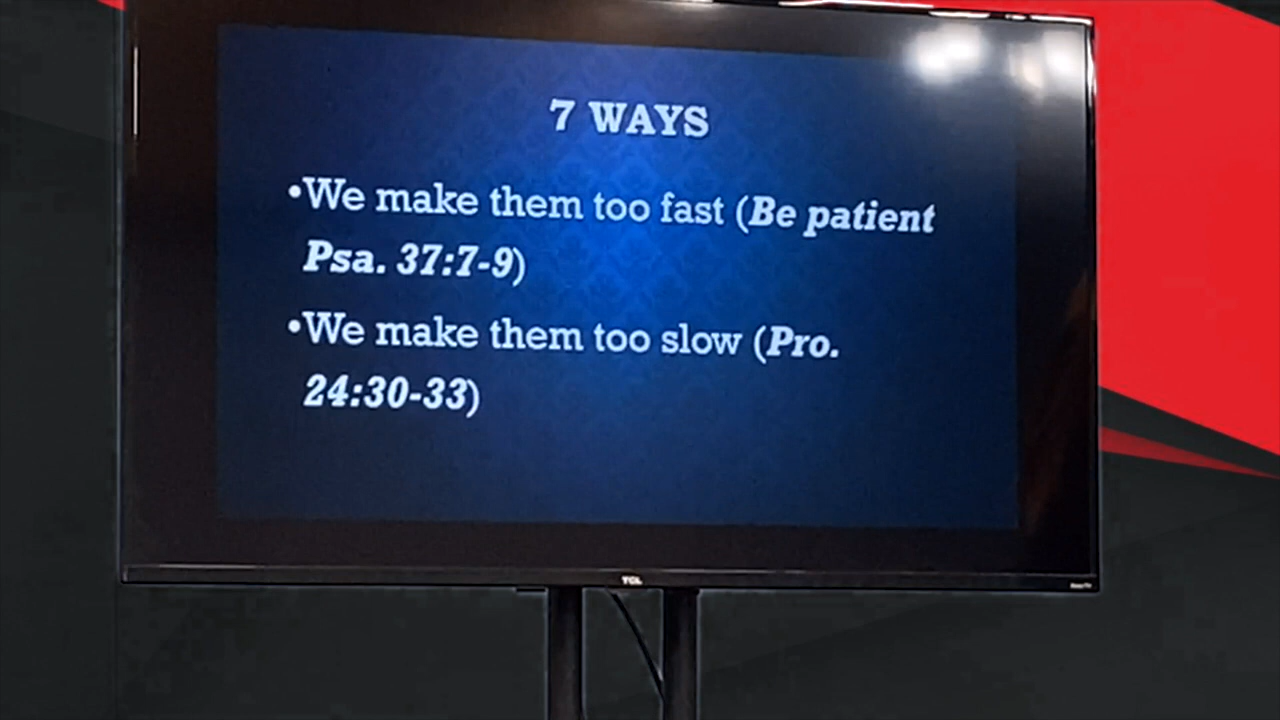 7 WAYS
•We make them too fast (Be patient
Psa. 37:7-9)
•We make them too slow (Pro.
24:30-33)
TCL